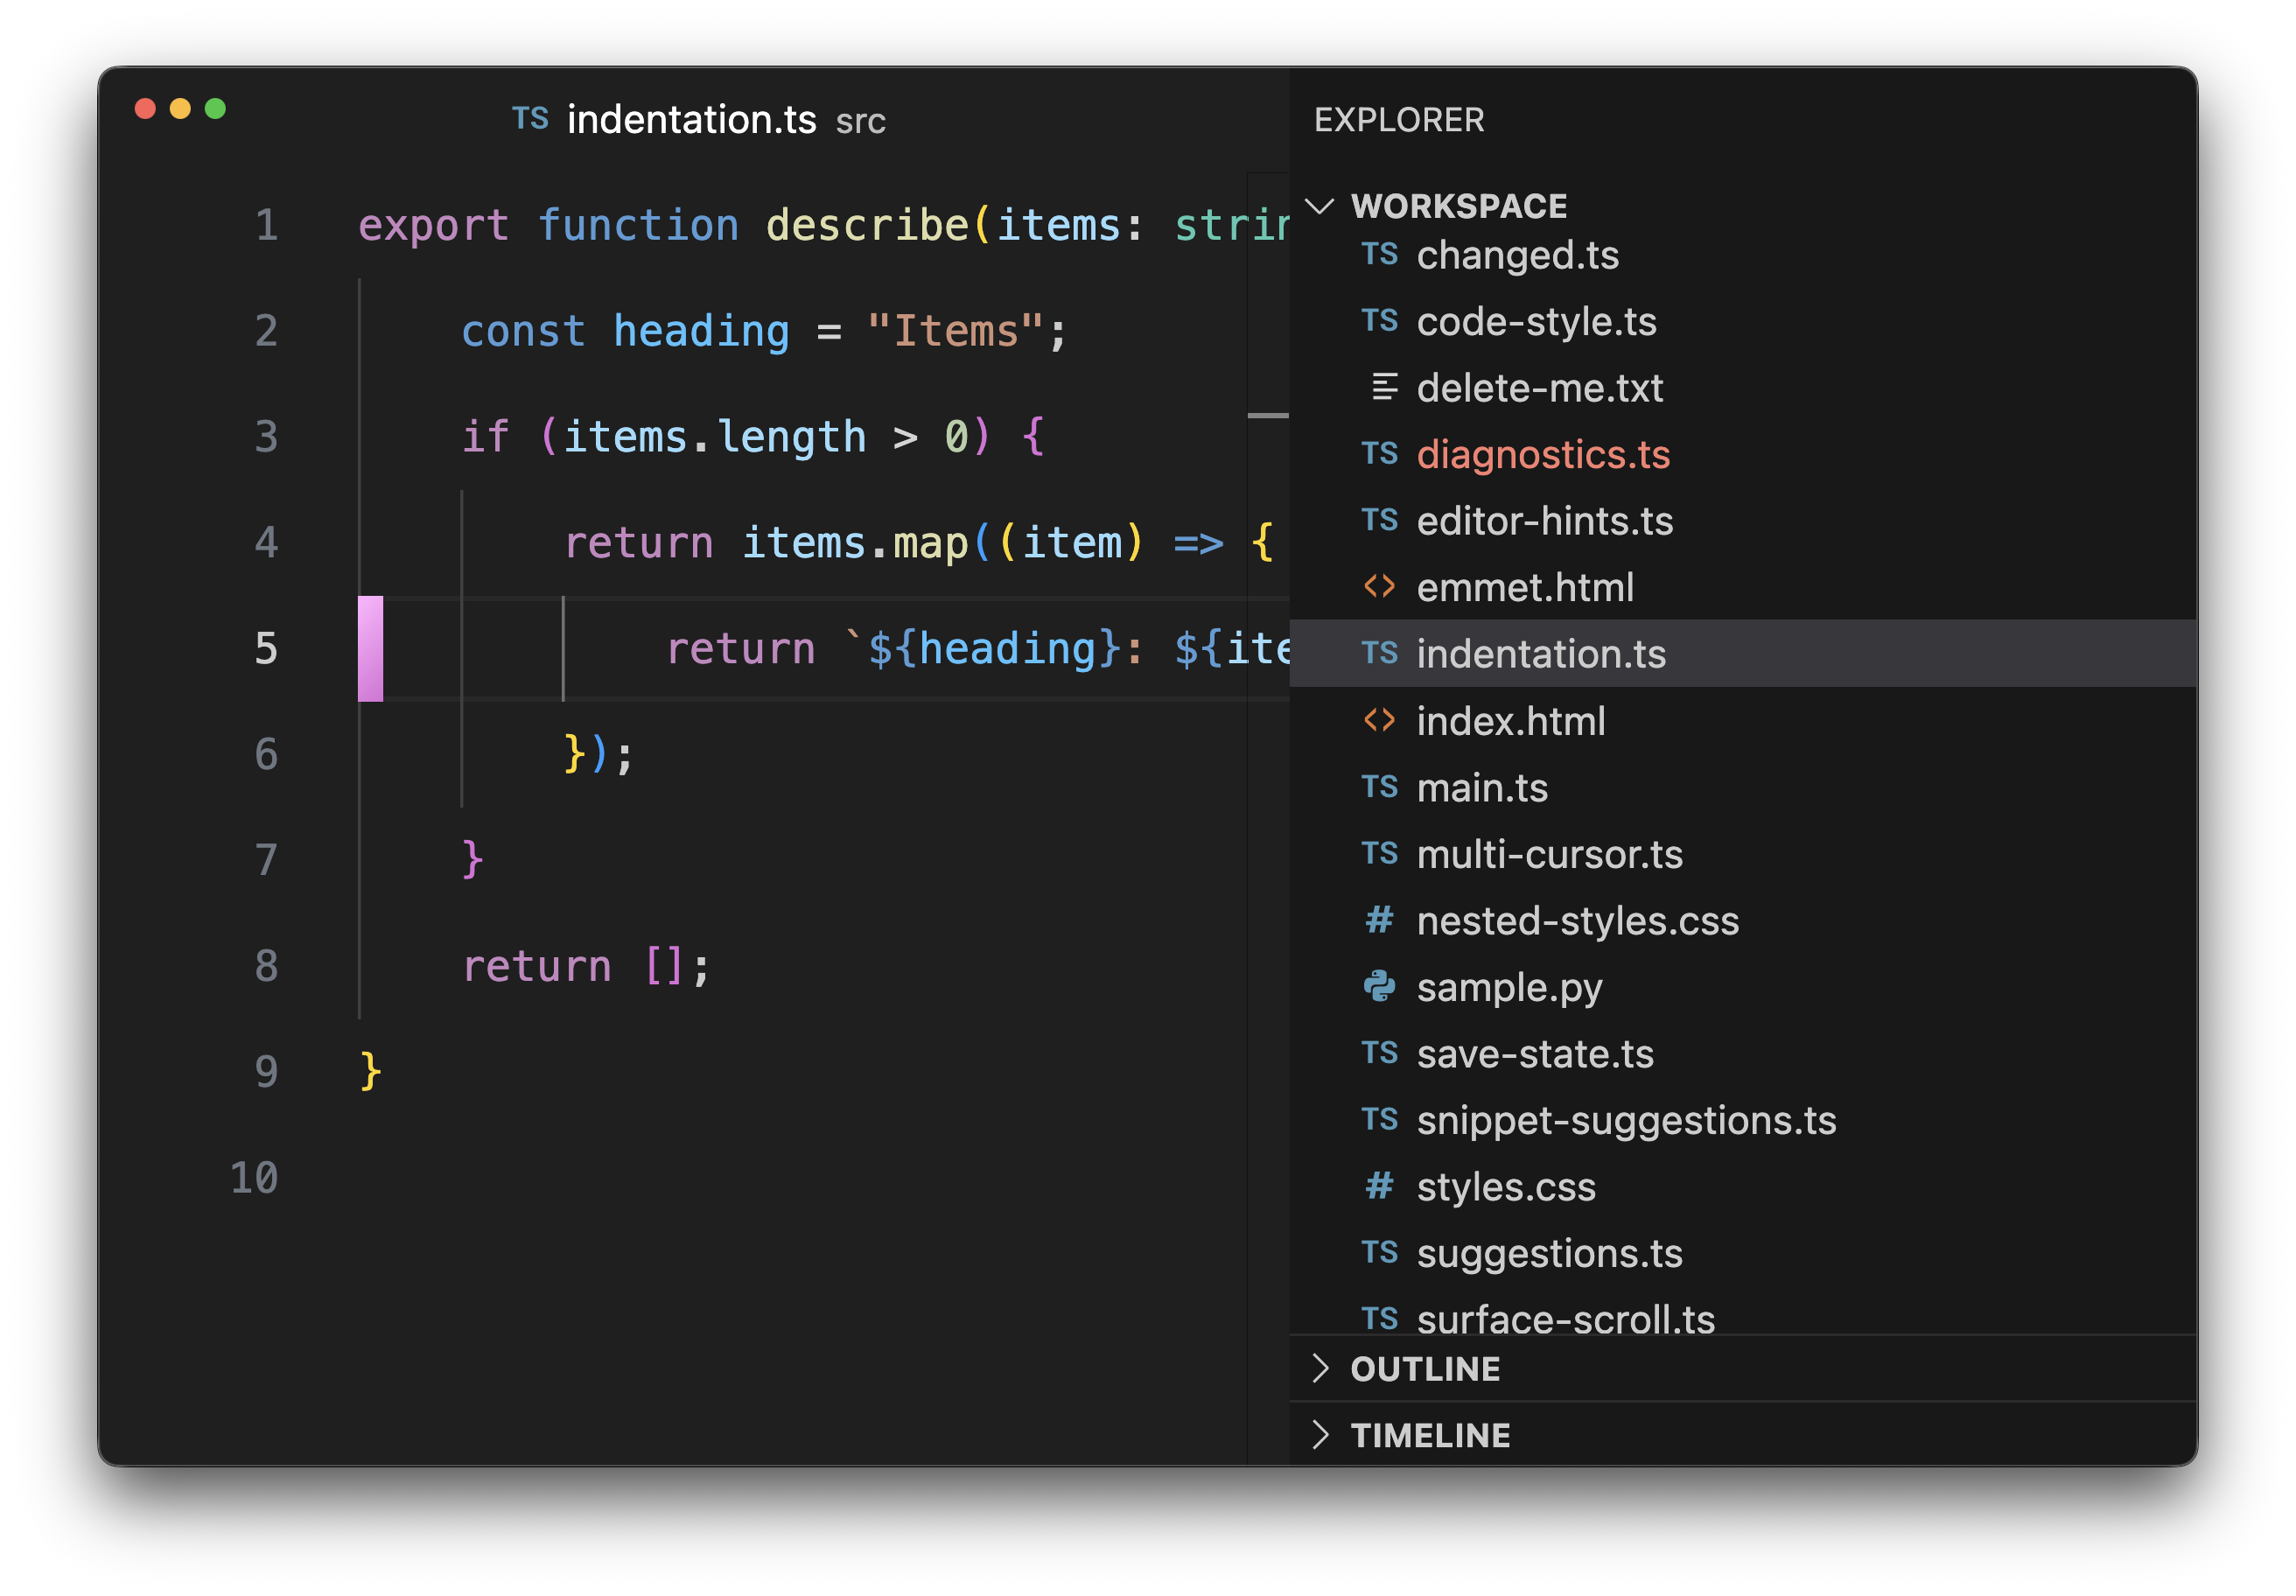 TS indentation.ts src
1 export function describe(items: strin
2 const heading = "Items";
3 if (items.length > 0) {
4 return items.map((item) => {
5 return `${heading}: ${ite
6 });
7 }
8 return [];
9 }
10
EXPLORER
WORKSPACE
TS changed.ts
TS code-style.ts
delete-me.txt
TS diagnostics.ts
TS editor-hints.ts
<> emmet.html
TS indentation.ts
<> index.html
TS main.ts
TS multi-cursor.ts
# nested-styles.css
sample.py
TS save-state.ts
TS snippet-suggestions.ts
# styles.css
TS suggestions.ts
TS surface-scroll.ts
OUTLINE
TIMELINE